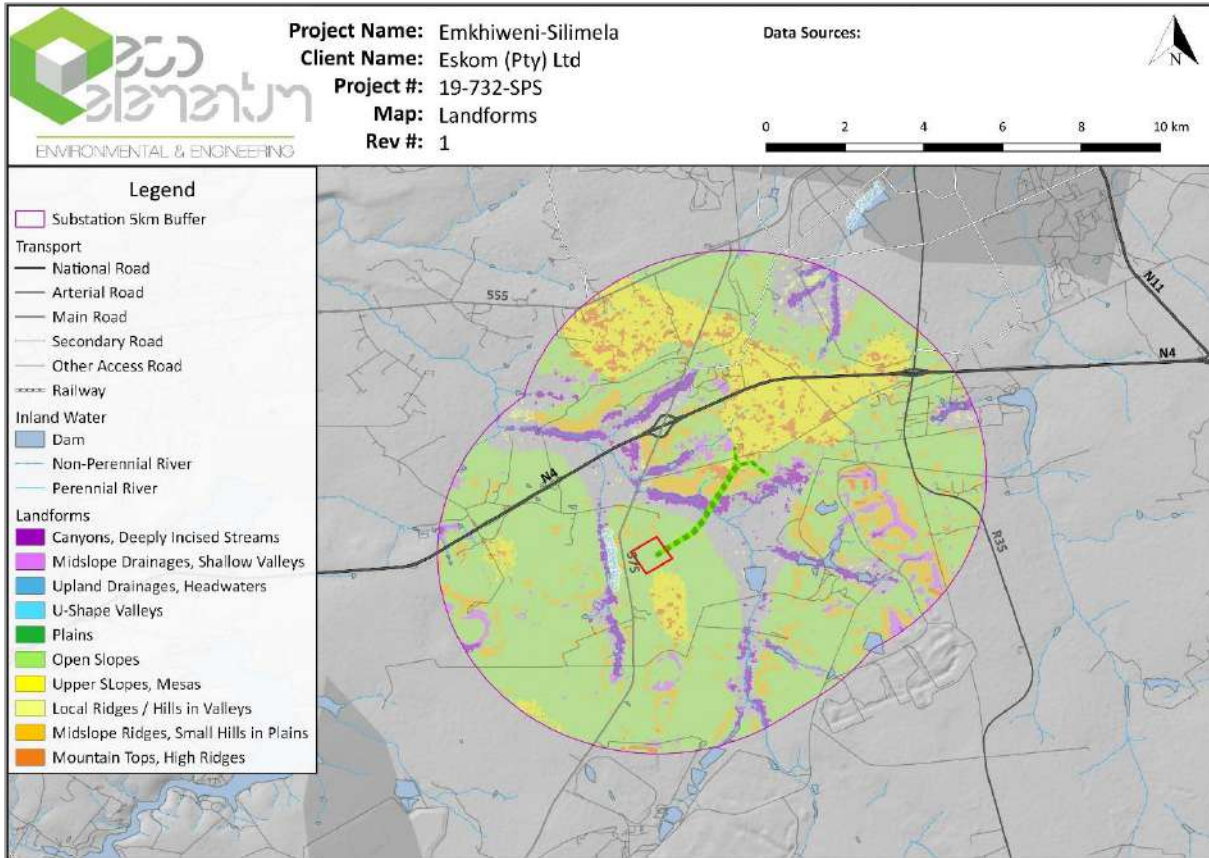 eco
elementum
ENVIRONMENTAL & ENGINEERING
Project Name: Emkhiweni-Silimela
Client Name: Eskom (Pty) Ltd
Project #: 19-732-SPS
Map: Landforms
Rev #: 1
Data Sources:
N
0 2 4 6 8 10 km
Legend
Substation 5km Buffer
Transport
National Road
Arterial Road
Main Road
Secondary Road
Other Access Road
Railway
Inland Water
Dam
Non-Perennial River
Perennial River
Landforms
Canyons, Deeply Incised Streams
Midslope Drainages, Shallow Valleys
Upland Drainages, Headwaters
U-Shape Valleys
Plains
Open Slopes
Upper SLopes, Mesas
Local Ridges / Hills in Valleys
Midslope Ridges, Small Hills in Plains
Mountain Tops, High Ridges
N11
555
N4
N4
R35
575